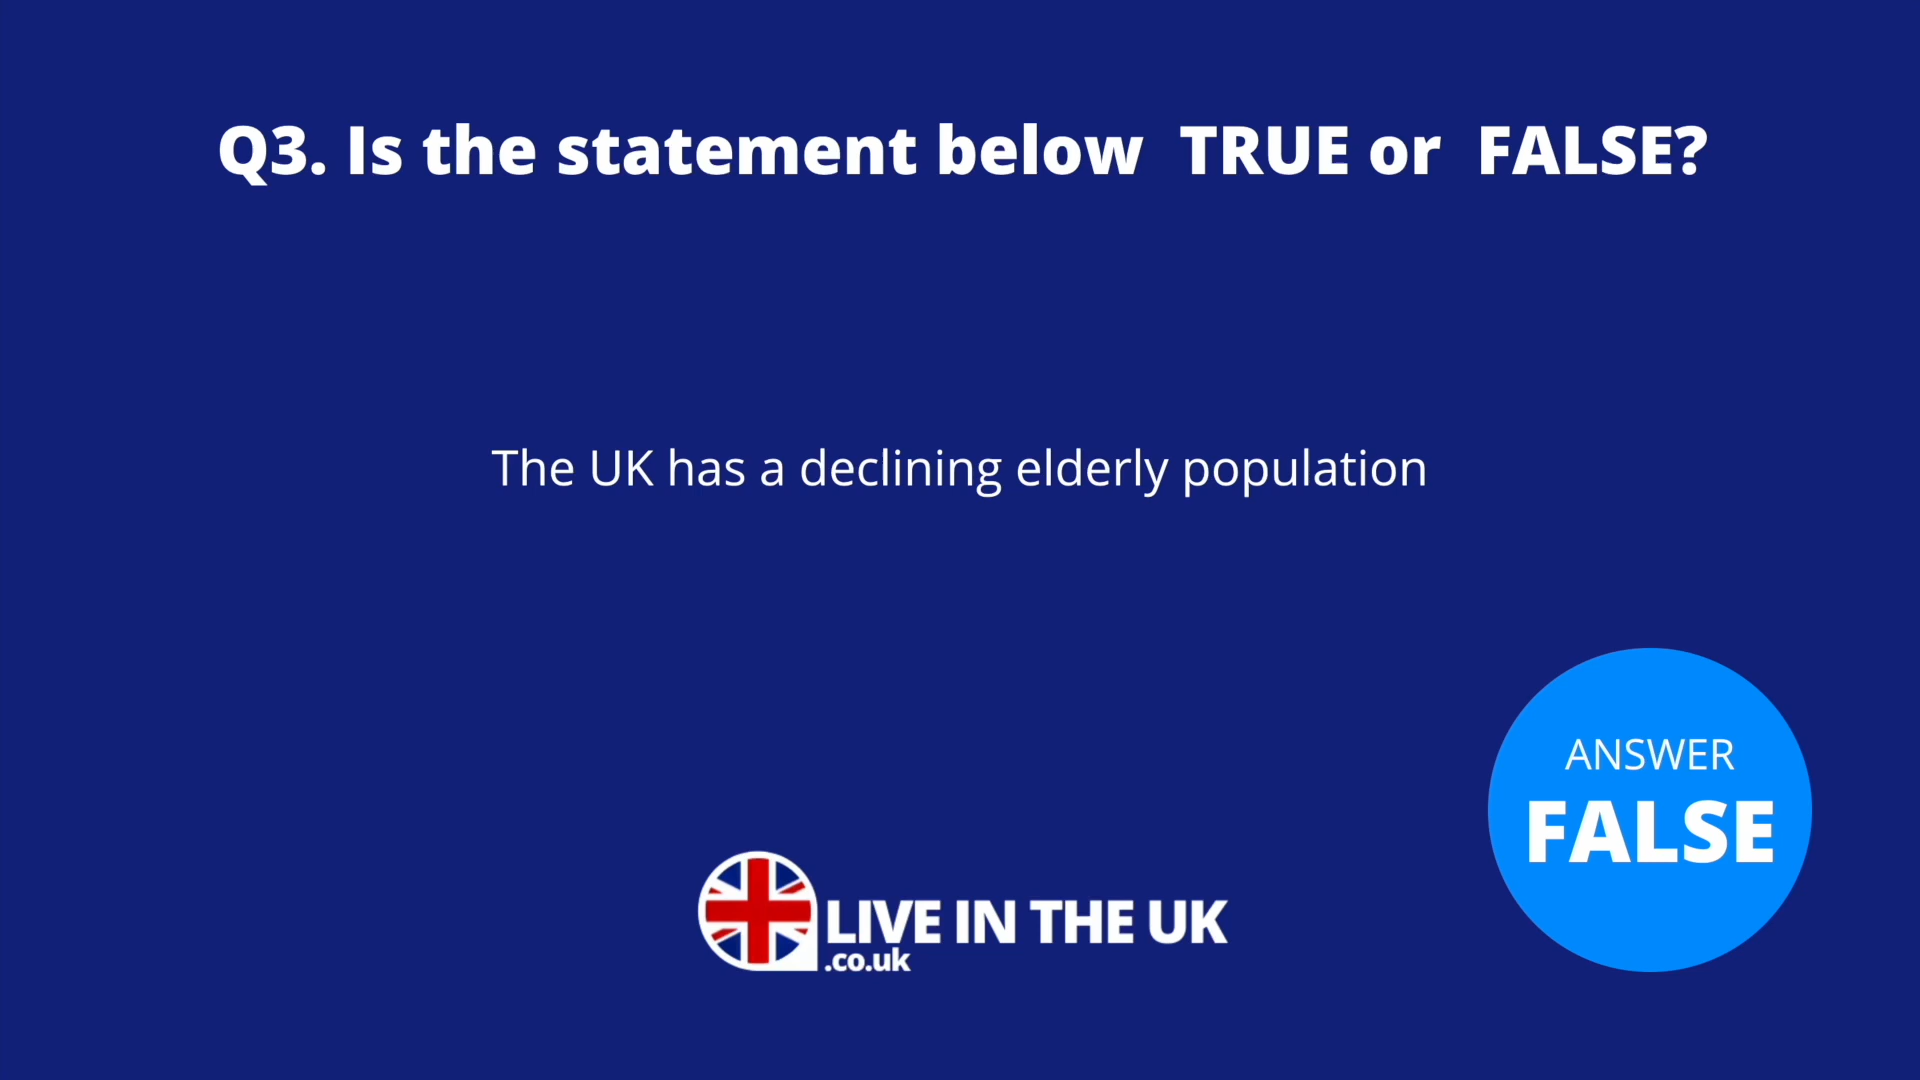 Q3. Is the statement below TRUE or FALSE?
The UK has a declining elderly population
ANSWER
FALSE
LIVE IN THE UK
.co.uk